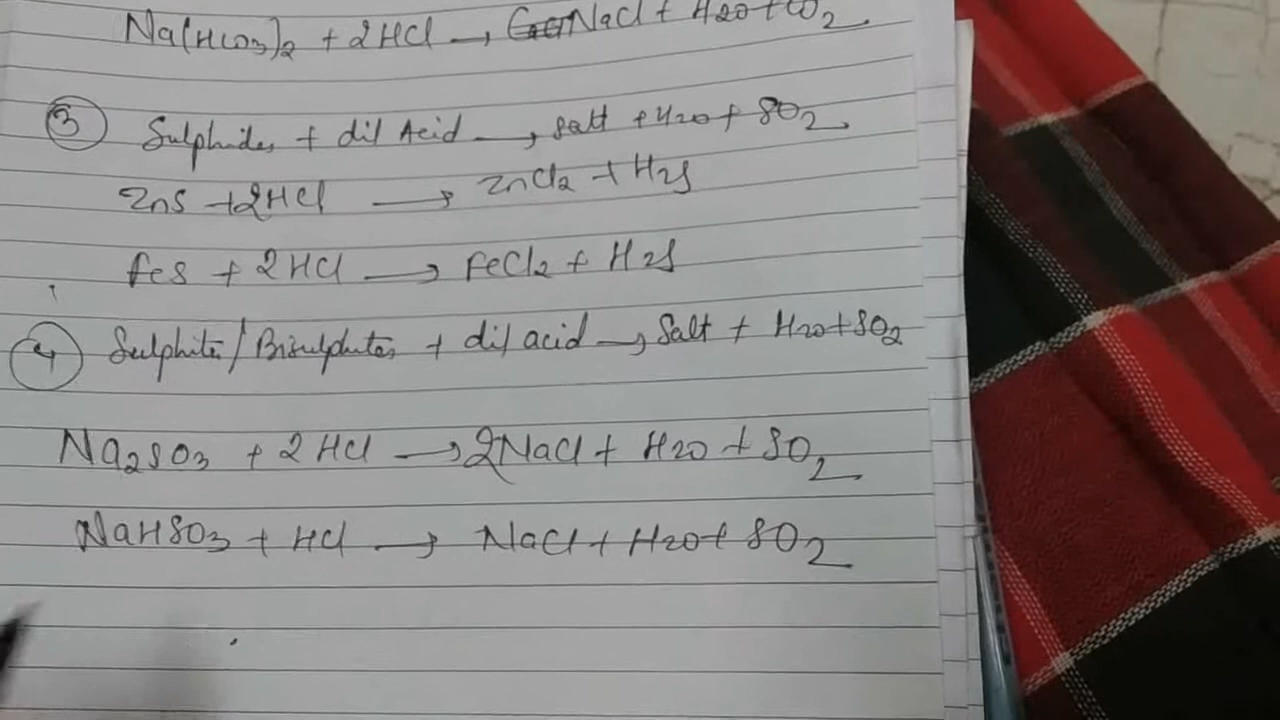 Na(HCO3)2 + 2HCl → NaCl + H2O + CO2
③ Sulphides + dil Acid → salt + H2O + SO2
ZnS + 2HCl → ZnCl2 + H2S
FeS + 2HCl → FeCl2 + H2S
④ Sulphite/Bisulphites + dil acid → Salt + H2O + SO2
Na2SO3 + 2HCl → 2NaCl + H2O + SO2
NaHSO3 + HCl → NaCl + H2O + SO2